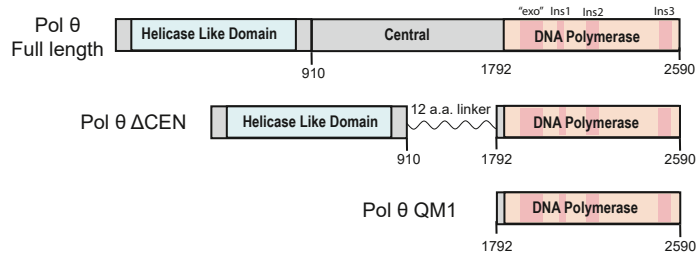 "exo" Ins1 Ins2 Ins3
Pol θ
Full length
Helicase Like Domain Central DNA Polymerase
910 1792 2590
12 a.a. linker
Pol θ ΔCEN
Helicase Like Domain DNA Polymerase
910 1792 2590
Pol θ QM1
DNA Polymerase
1792 2590